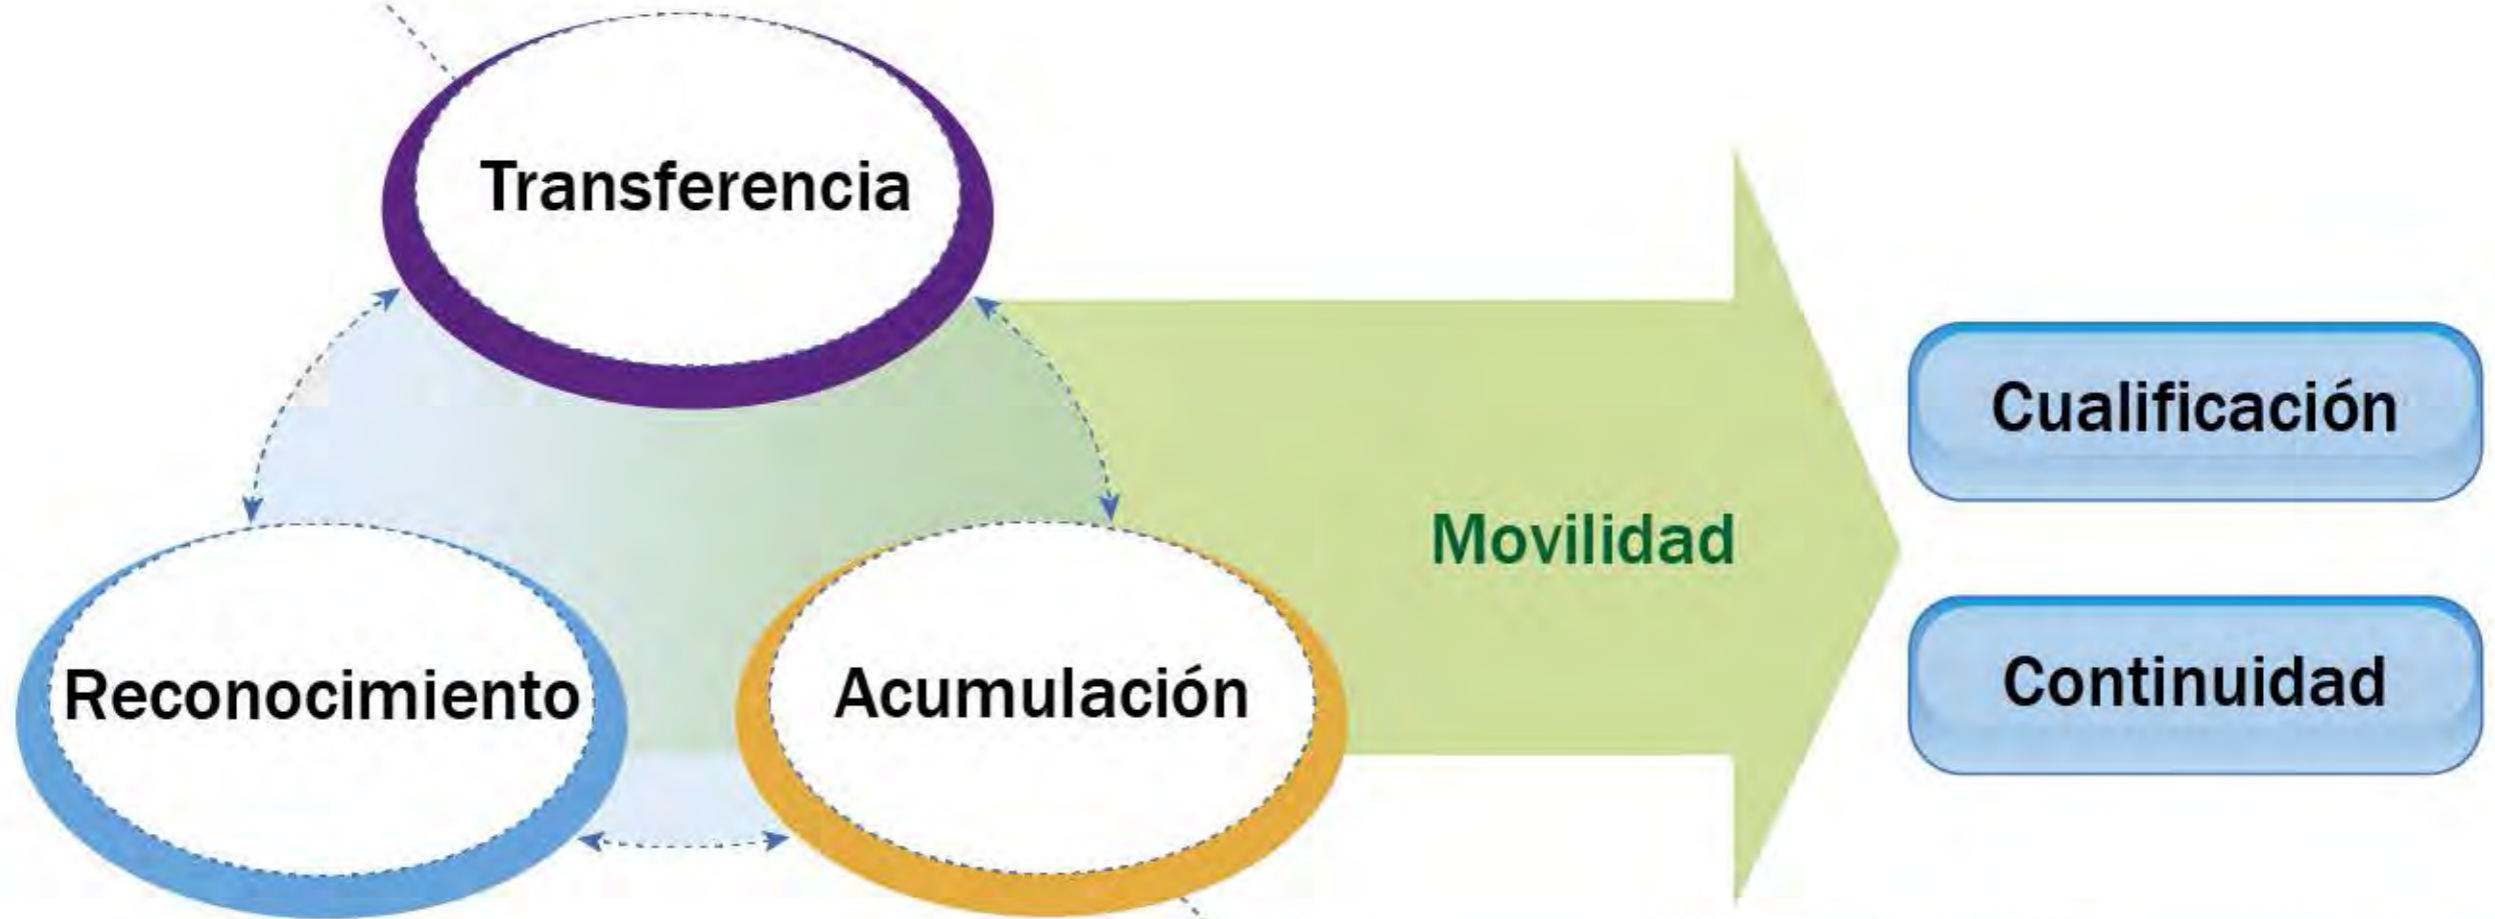 Transferencia
Cualificación
Movilidad
Reconocimiento
Acumulación
Continuidad